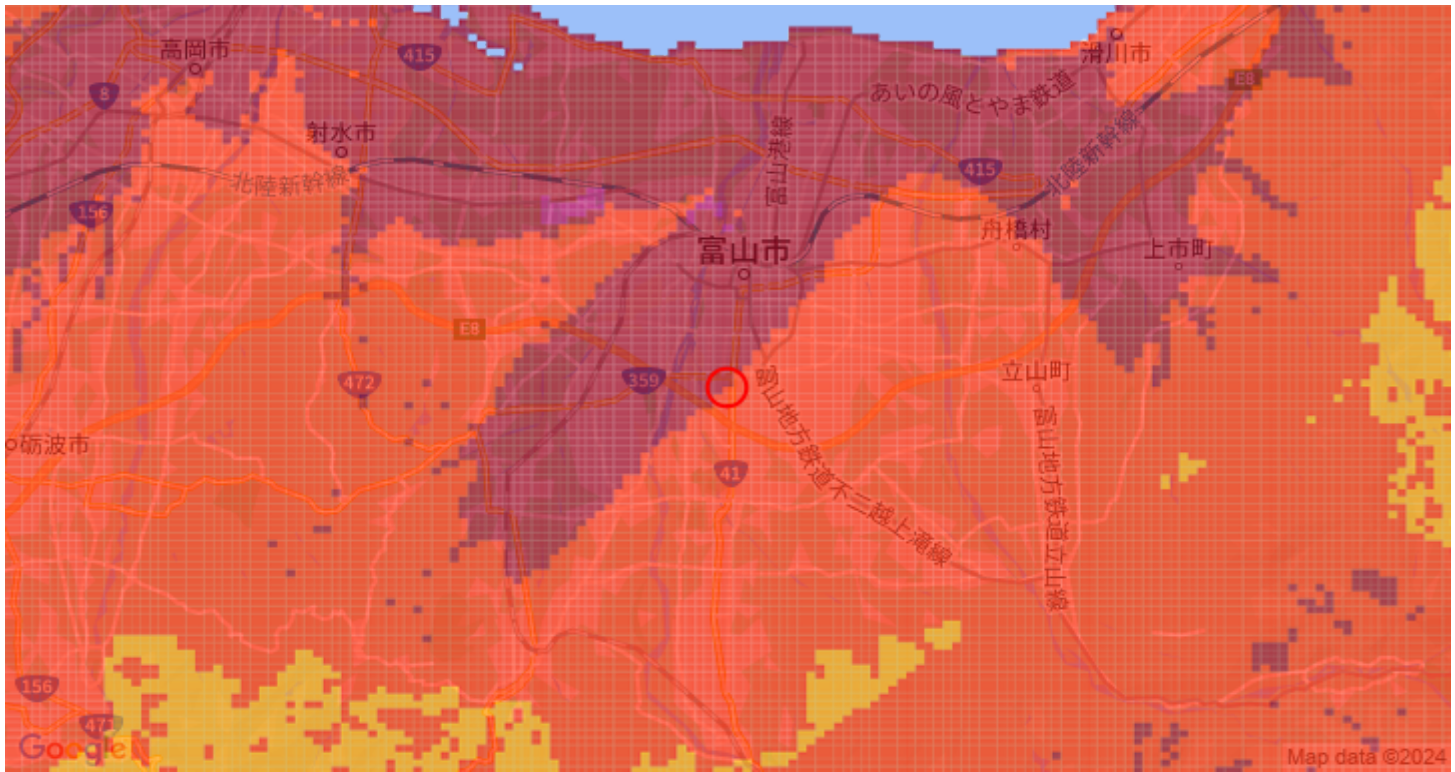 高岡市
415
滑川市
E8
8
あいの風とやま鉄道
射水市
富山港線
北陸新幹線
415
北陸新幹線
156
舟橋村
富山市
上市町
E8
472
359
立山町
富山地方鉄道不二越上滝線
砺波市
41
富山地方鉄道立山線
156
471
Google
Map data ©2024